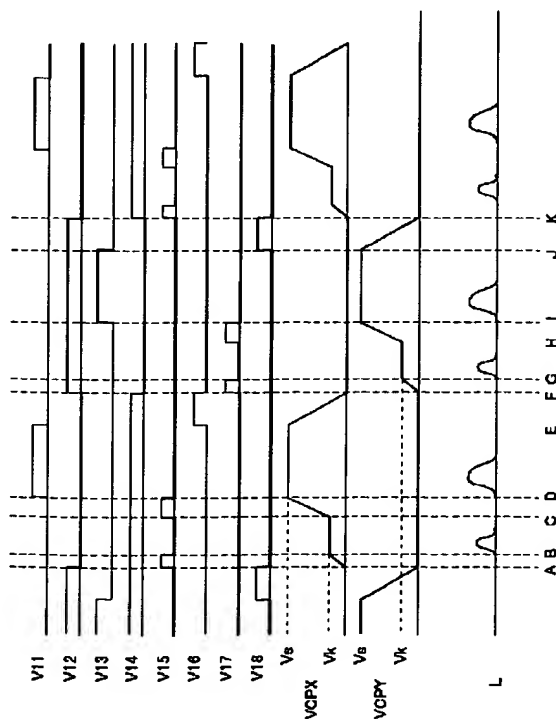 V11
V12
V13
V14
V15
V16
V17
V18
Vs
VCPX
Vk
Vs
VCPY
Vk
L
A B C D E F G H I J K